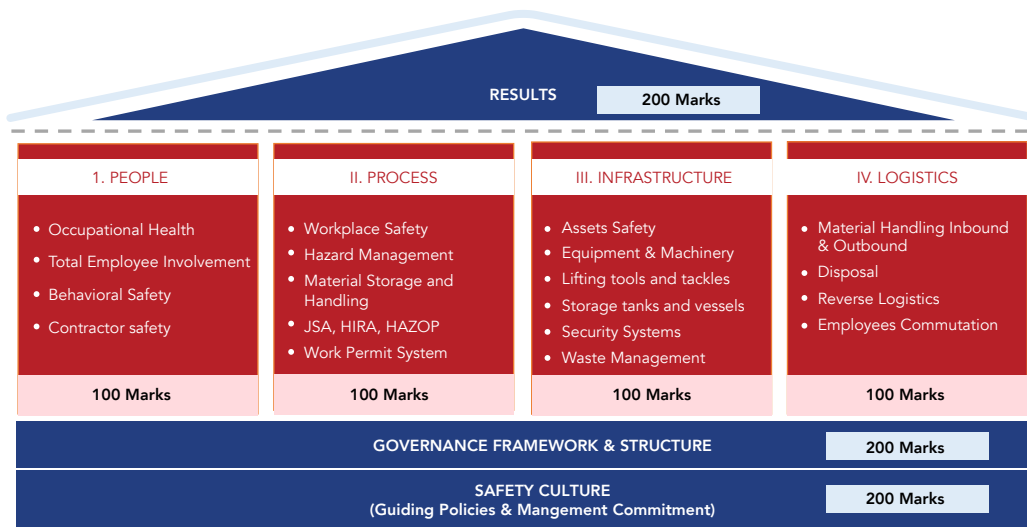 RESULTS 200 Marks
1. PEOPLE
• Occupational Health
• Total Employee Involvement
• Behavioral Safety
• Contractor safety
100 Marks
II. PROCESS
• Workplace Safety
• Hazard Management
• Material Storage and
Handling
• JSA, HIRA, HAZOP
• Work Permit System
100 Marks
III. INFRASTRUCTURE
• Assets Safety
• Equipment & Machinery
• Lifting tools and tackles
• Storage tanks and vessels
• Security Systems
• Waste Management
100 Marks
IV. LOGISTICS
• Material Handling Inbound
& Outbound
• Disposal
• Reverse Logistics
• Employees Commutation
100 Marks
GOVERNANCE FRAMEWORK & STRUCTURE 200 Marks
SAFETY CULTURE
(Guiding Policies & Mangement Commitment) 200 Marks